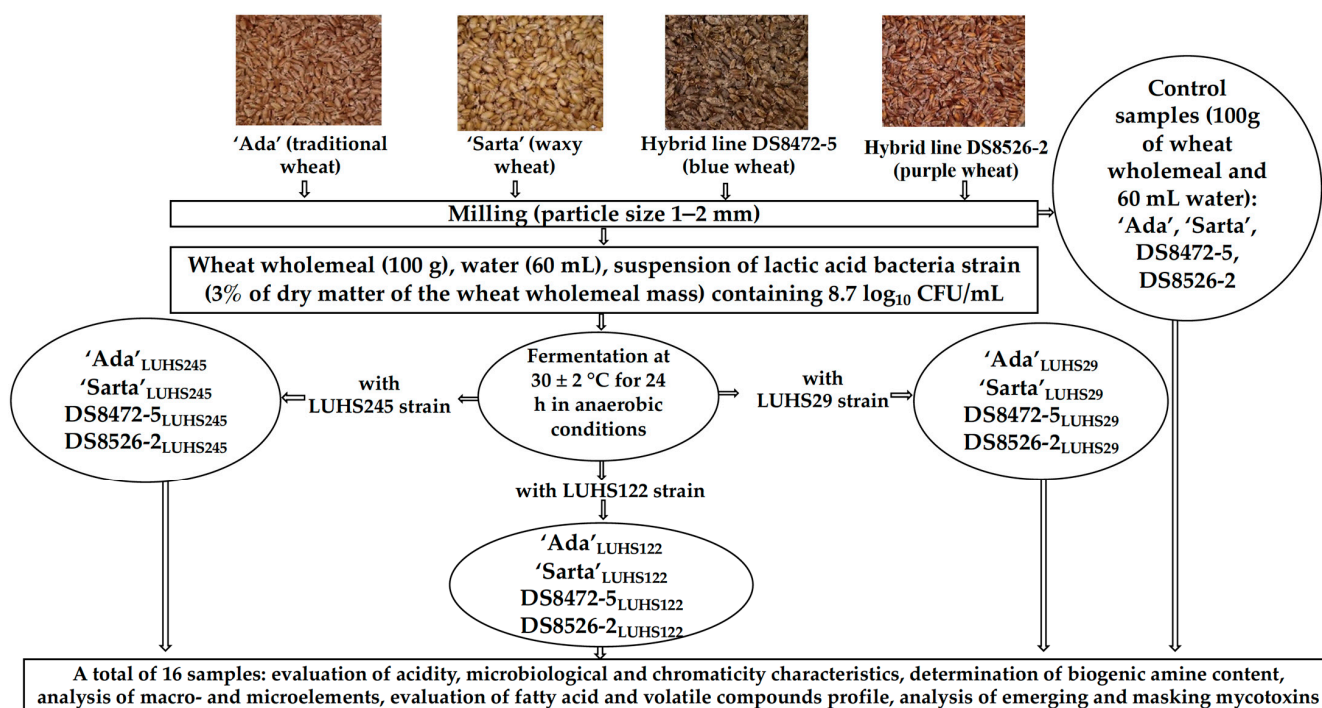 ‘Ada’ (traditional
wheat)
‘Sarta’ (waxy
wheat)
Hybrid line DS8472-5
(blue wheat)
Hybrid line DS8526-2
(purple wheat)
Control
samples (100g
of wheat
wholemeal and
60 mL water):
‘Ada’, ‘Sarta’,
DS8472-5,
DS8526-2
Milling (particle size 1–2 mm)
Wheat wholemeal (100 g), water (60 mL), suspension of lactic acid bacteria strain
(3% of dry matter of the wheat wholemeal mass) containing 8.7 log₁₀ CFU/mL
‘Ada’LUHS245
‘Sarta’LUHS245
DS8472-5LUHS245
DS8526-2LUHS245
with
LUHS245 strain
Fermentation at
30 ± 2 °C for 24
h in anaerobic
conditions
with
LUHS29 strain
‘Ada’LUHS29
‘Sarta’LUHS29
DS8472-5LUHS29
DS8526-2LUHS29
with LUHS122 strain
‘Ada’LUHS122
‘Sarta’LUHS122
DS8472-5LUHS122
DS8526-2LUHS122
A total of 16 samples: evaluation of acidity, microbiological and chromaticity characteristics, determination of biogenic amine content,
analysis of macro- and microelements, evaluation of fatty acid and volatile compounds profile, analysis of emerging and masking mycotoxins